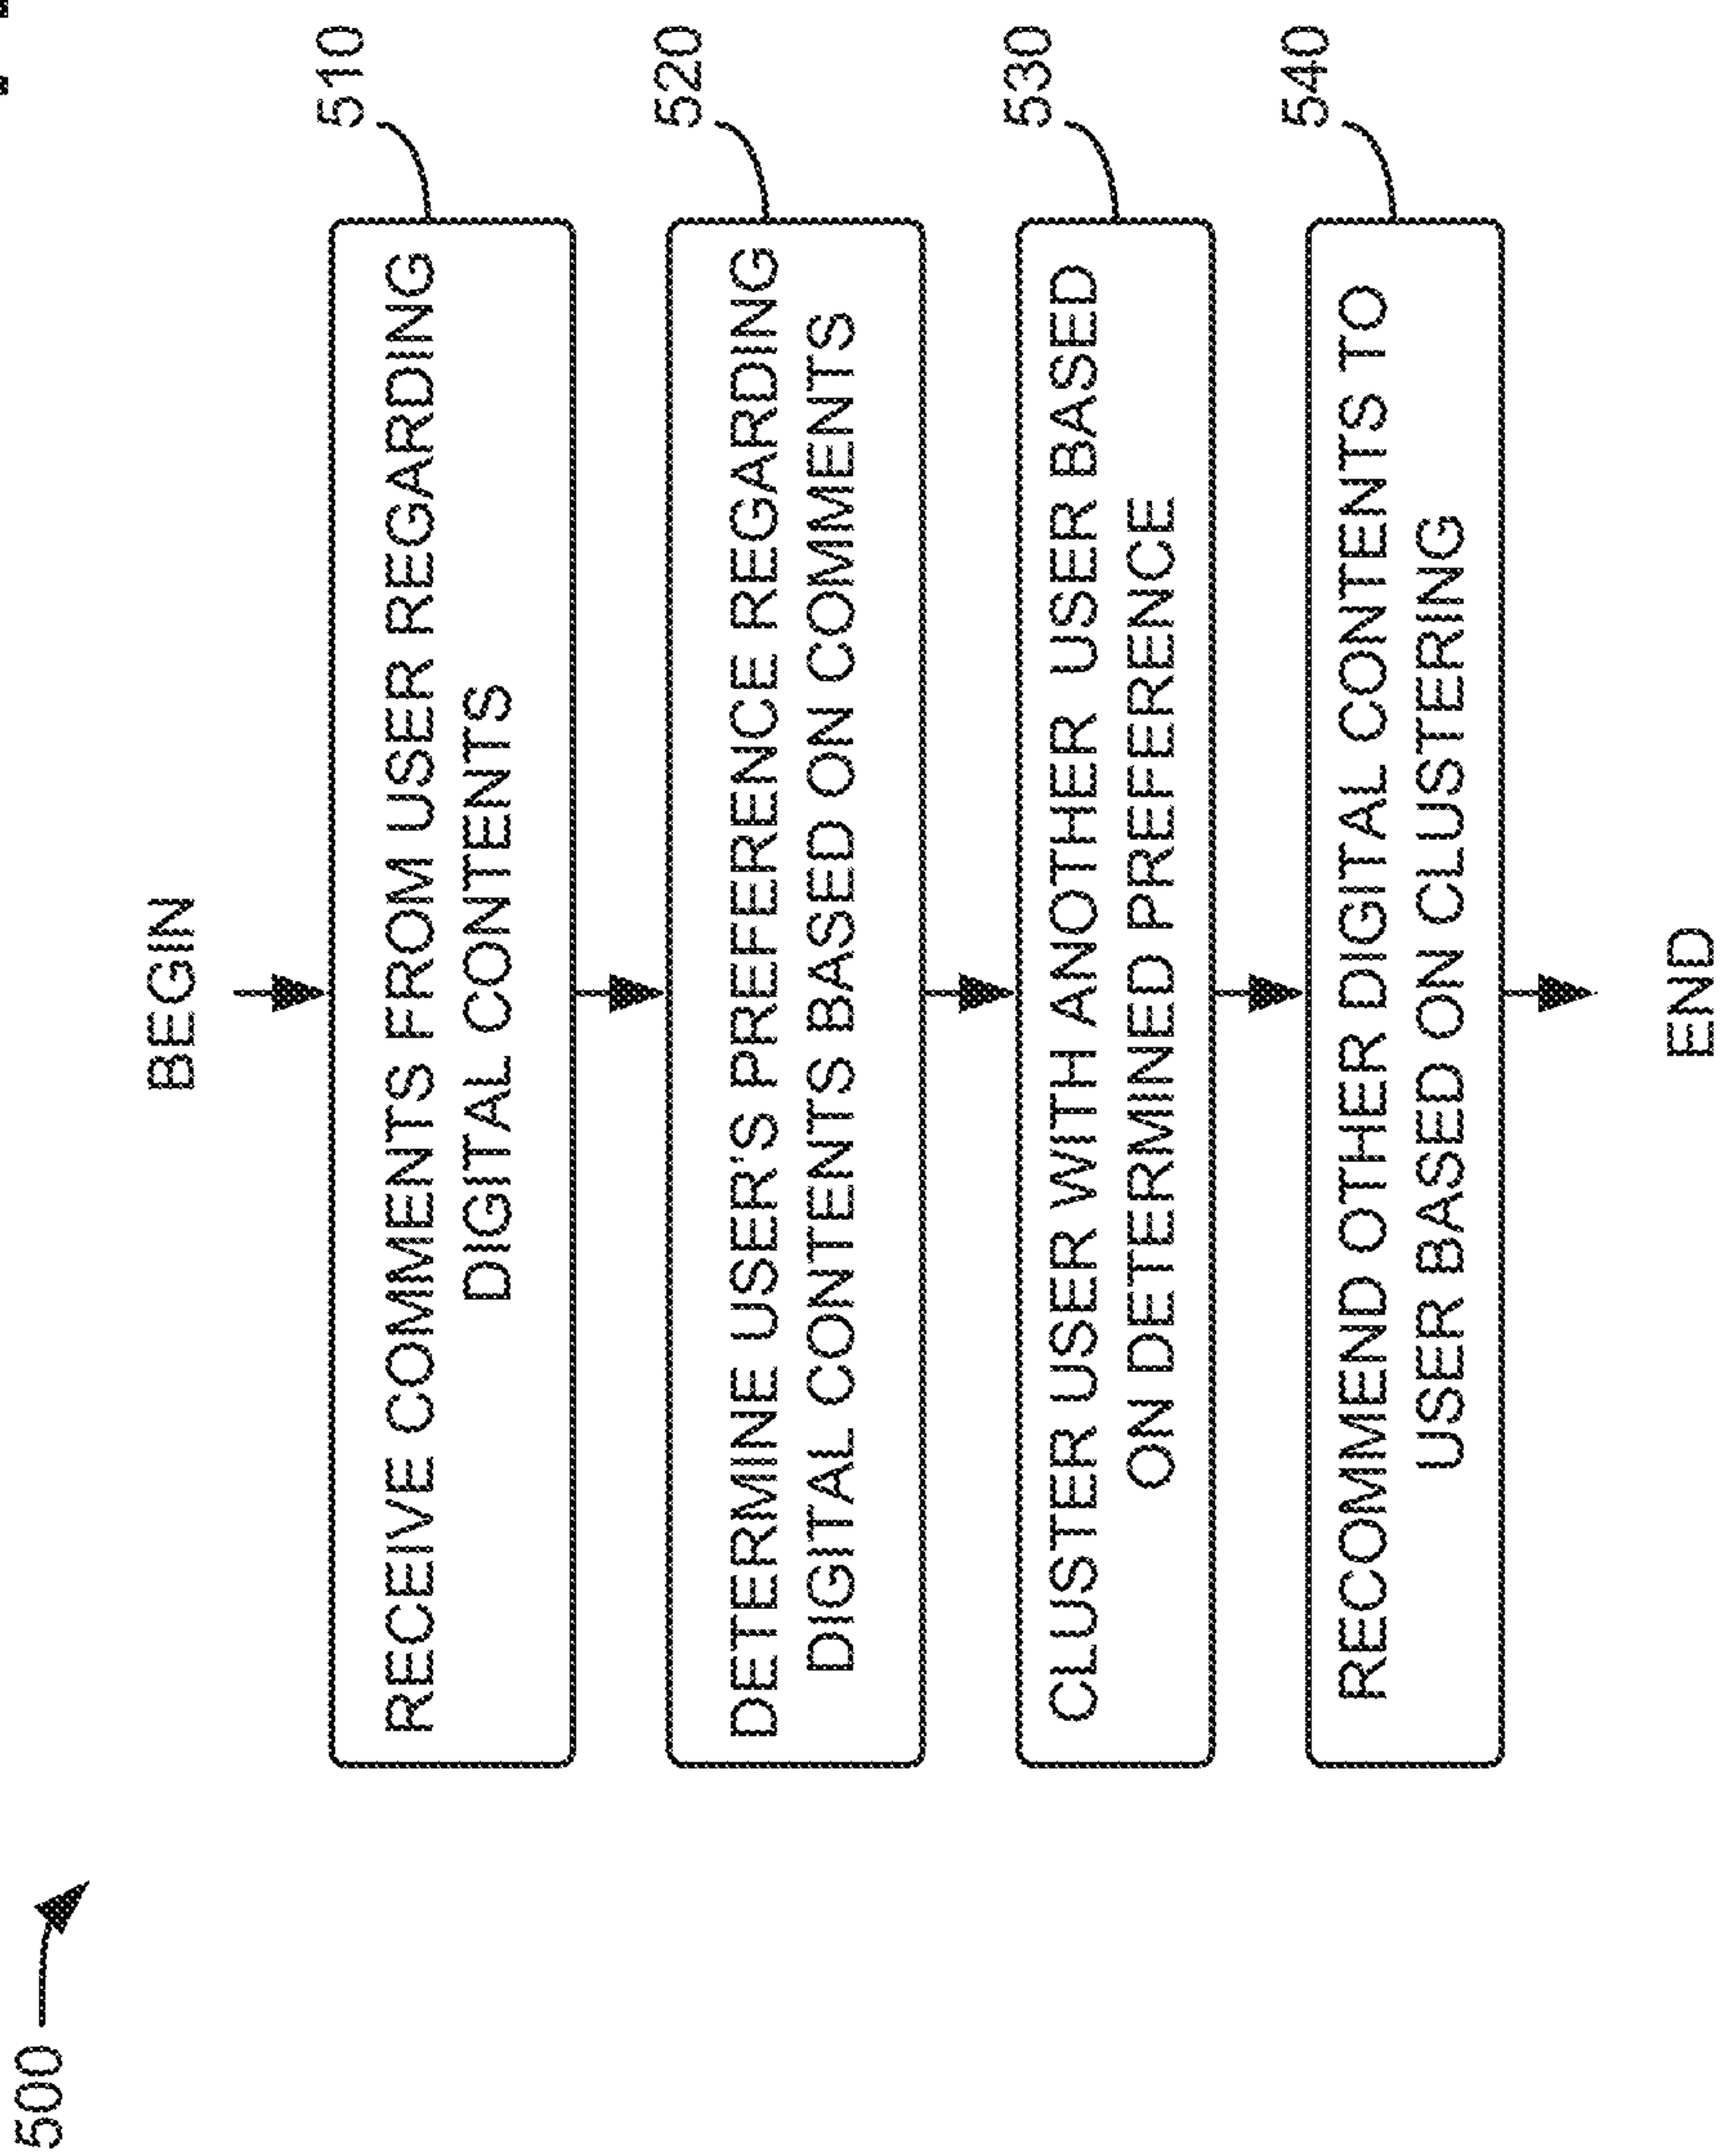 500
BEGIN
RECEIVE COMMENTS FROM USER REGARDING
DIGITAL CONTENTS
510
DETERMINE USER'S PREFERENCE REGARDING
DIGITAL CONTENTS BASED ON COMMENTS
520
CLUSTER USER WITH ANOTHER USER BASED
ON DETERMINED PREFERENCE
530
RECOMMEND OTHER DIGITAL CONTENTS TO
USER BASED ON CLUSTERING
540
END